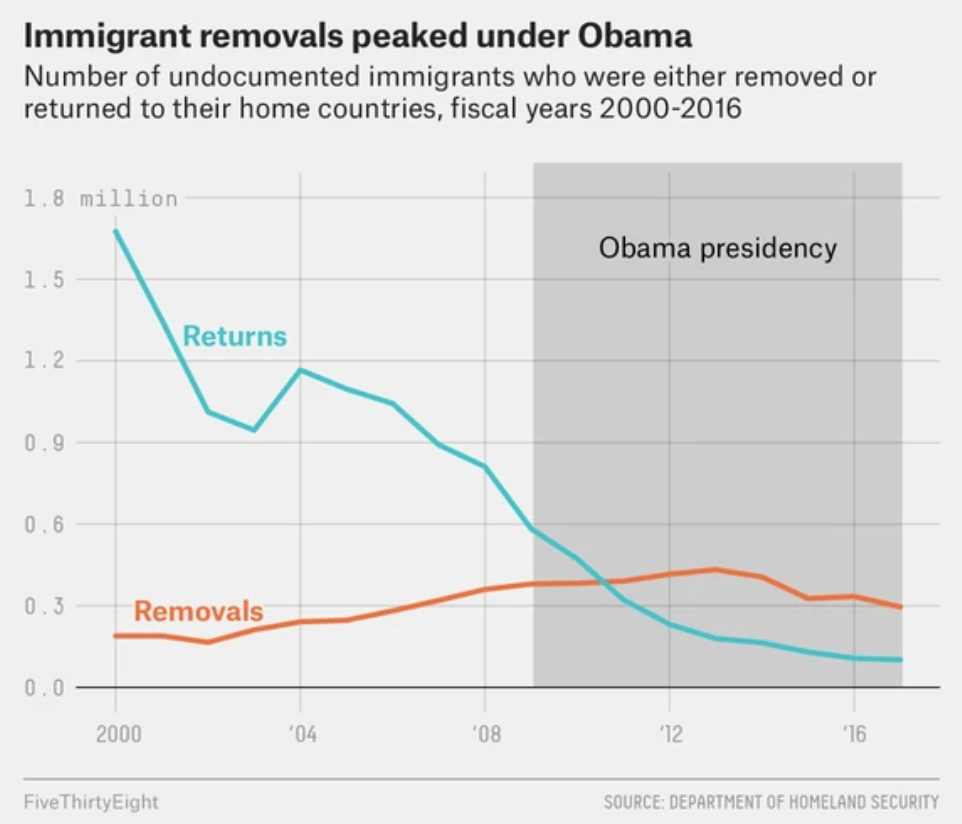 Immigrant removals peaked under Obama
Number of undocumented immigrants who were either removed or
returned to their home countries, fiscal years 2000-2016
1.8 million
Obama presidency
1.5
Returns
1.2
0.9
0.6
0.3
Removals
0.0
2000
‘04
‘08
‘12
‘16
FiveThirtyEight
SOURCE: DEPARTMENT OF HOMELAND SECURITY